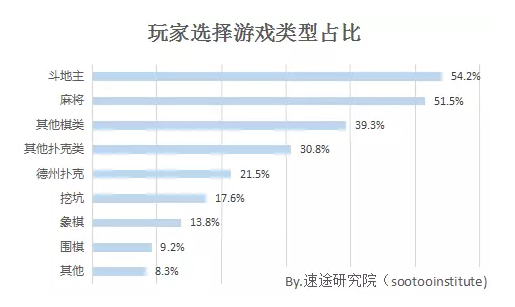 玩家选择游戏类型占比
斗地主 54.2%
麻将 51.5%
其他棋类 39.3%
其他扑克类 30.8%
德州扑克 21.5%
挖坑 17.6%
象棋 13.8%
围棋 9.2%
其他 8.3%
By.速途研究院（sootooinstitute)